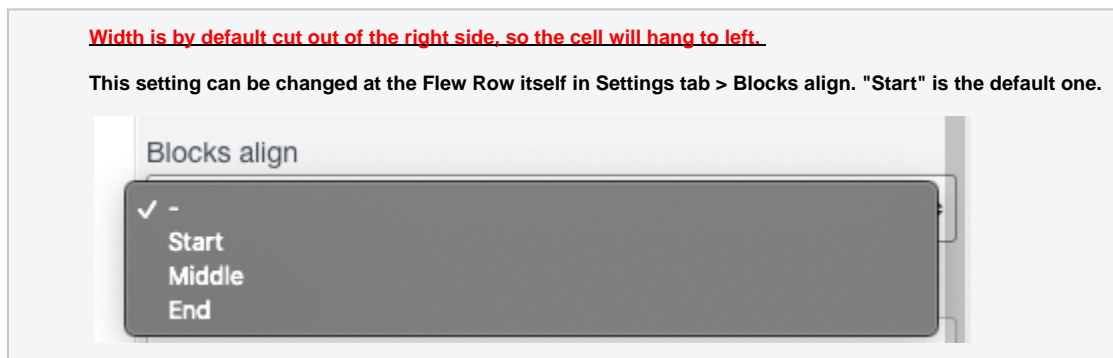 Width is by default cut out of the right side, so the cell will hang to left.
This setting can be changed at the Flew Row itself in Settings tab > Blocks align. "Start" is the default one.
Blocks align
✓ -
Start
Middle
End